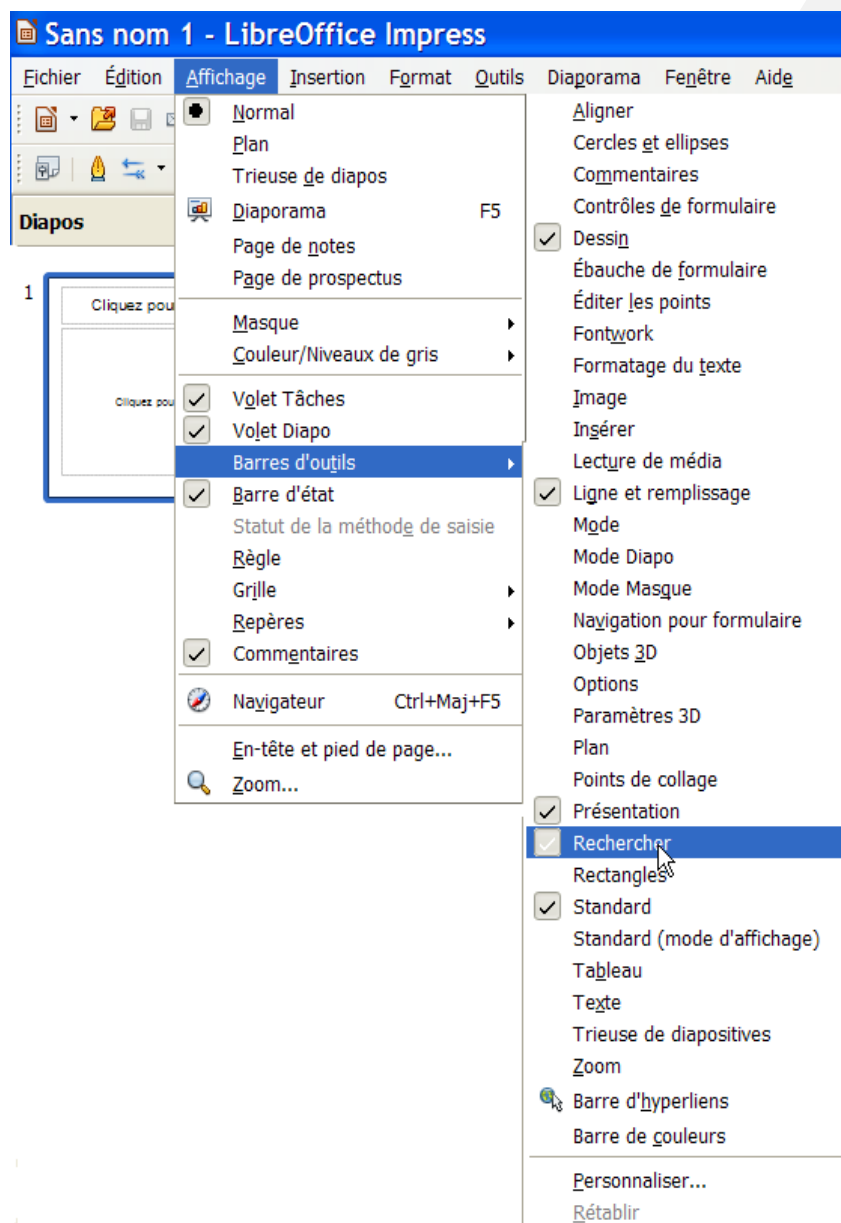 Sans nom 1 - LibreOffice Impress
Fichier Édition Affichage Insertion Format Outils Diaporama Fenêtre Aide
Diapos
1
Cliquez pou
Cliquez pou
Normal
Plan
Trieuse de diapos
Diaporama F5
Page de notes
Page de prospectus
Masque
Couleur/Niveaux de gris
Volet Tâches
Volet Diapo
Barres d'outils
Barre d'état
Statut de la méthode de saisie
Règle
Grille
Repères
Commentaires
Navigateur Ctrl+Maj+F5
En-tête et pied de page...
Zoom...
Aligner
Cercles et ellipses
Commentaires
Contrôles de formulaire
Dessin
Ébauche de formulaire
Éditer les points
Fontwork
Formatage du texte
Image
Insérer
Lecture de média
Ligne et remplissage
Mode
Mode Diapo
Mode Masque
Navigation pour formulaire
Objets 3D
Options
Paramètres 3D
Plan
Points de collage
Présentation
Rechercher
Rectangles
Standard
Standard (mode d'affichage)
Tableau
Texte
Trieuse de diapositives
Zoom
Barre d'hyperliens
Barre de couleurs
Personnaliser...
Rétablir